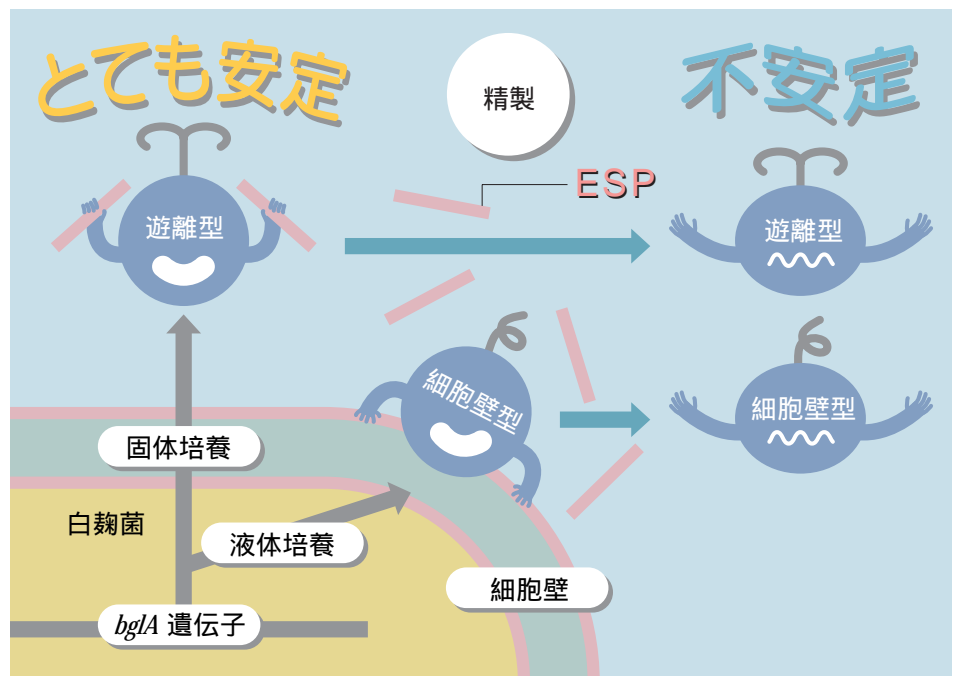 とても安定
精製
不安定
ESP
遊離型
遊離型
細胞壁型
細胞壁型
固体培養
白麹菌
液体培養
細胞壁
bglA 遺伝子